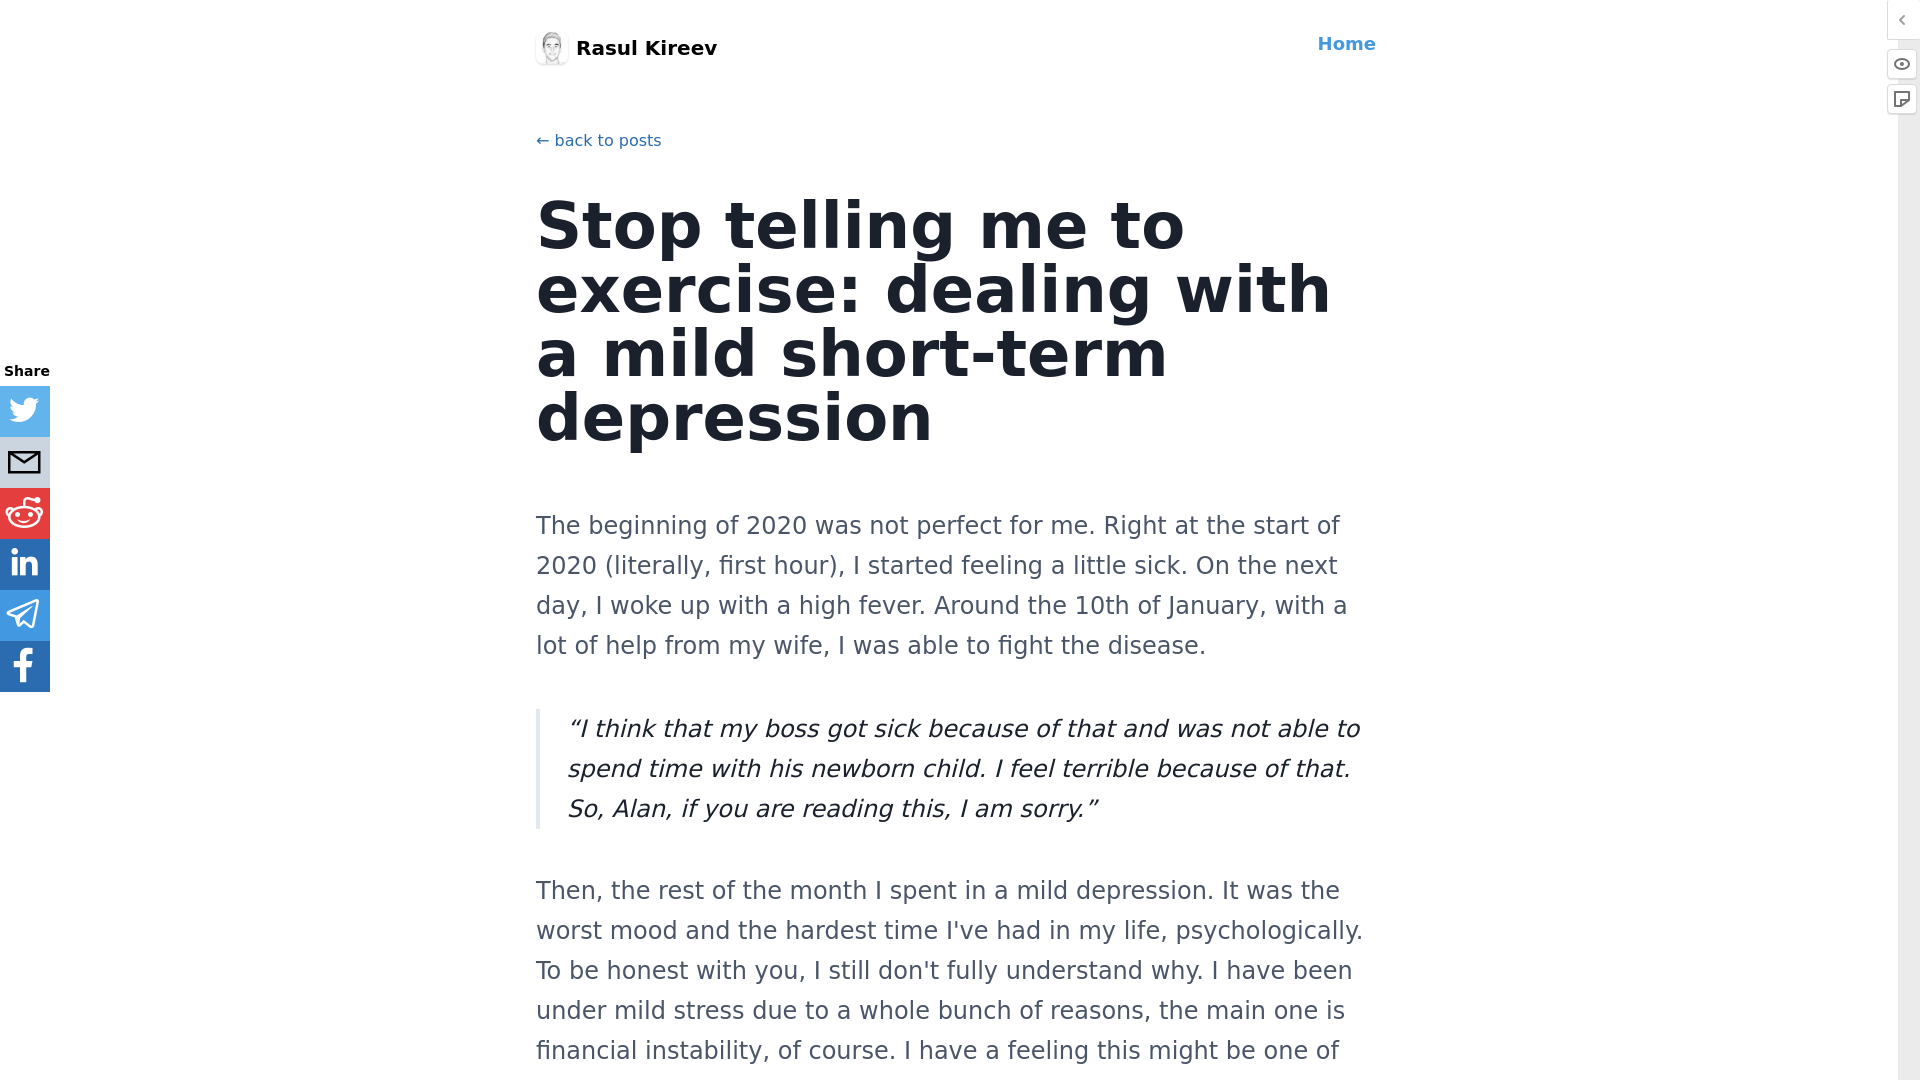 Rasul Kireev
Home
← back to posts
Stop telling me to
exercise: dealing with
a mild short-term
depression
Share
The beginning of 2020 was not perfect for me. Right at the start of
2020 (literally, first hour), I started feeling a little sick. On the next
day, I woke up with a high fever. Around the 10th of January, with a
lot of help from my wife, I was able to fight the disease.
“I think that my boss got sick because of that and was not able to
spend time with his newborn child. I feel terrible because of that.
So, Alan, if you are reading this, I am sorry.”
Then, the rest of the month I spent in a mild depression. It was the
worst mood and the hardest time I've had in my life, psychologically.
To be honest with you, I still don't fully understand why. I have been
under mild stress due to a whole bunch of reasons, the main one is
financial instability, of course. I have a feeling this might be one of